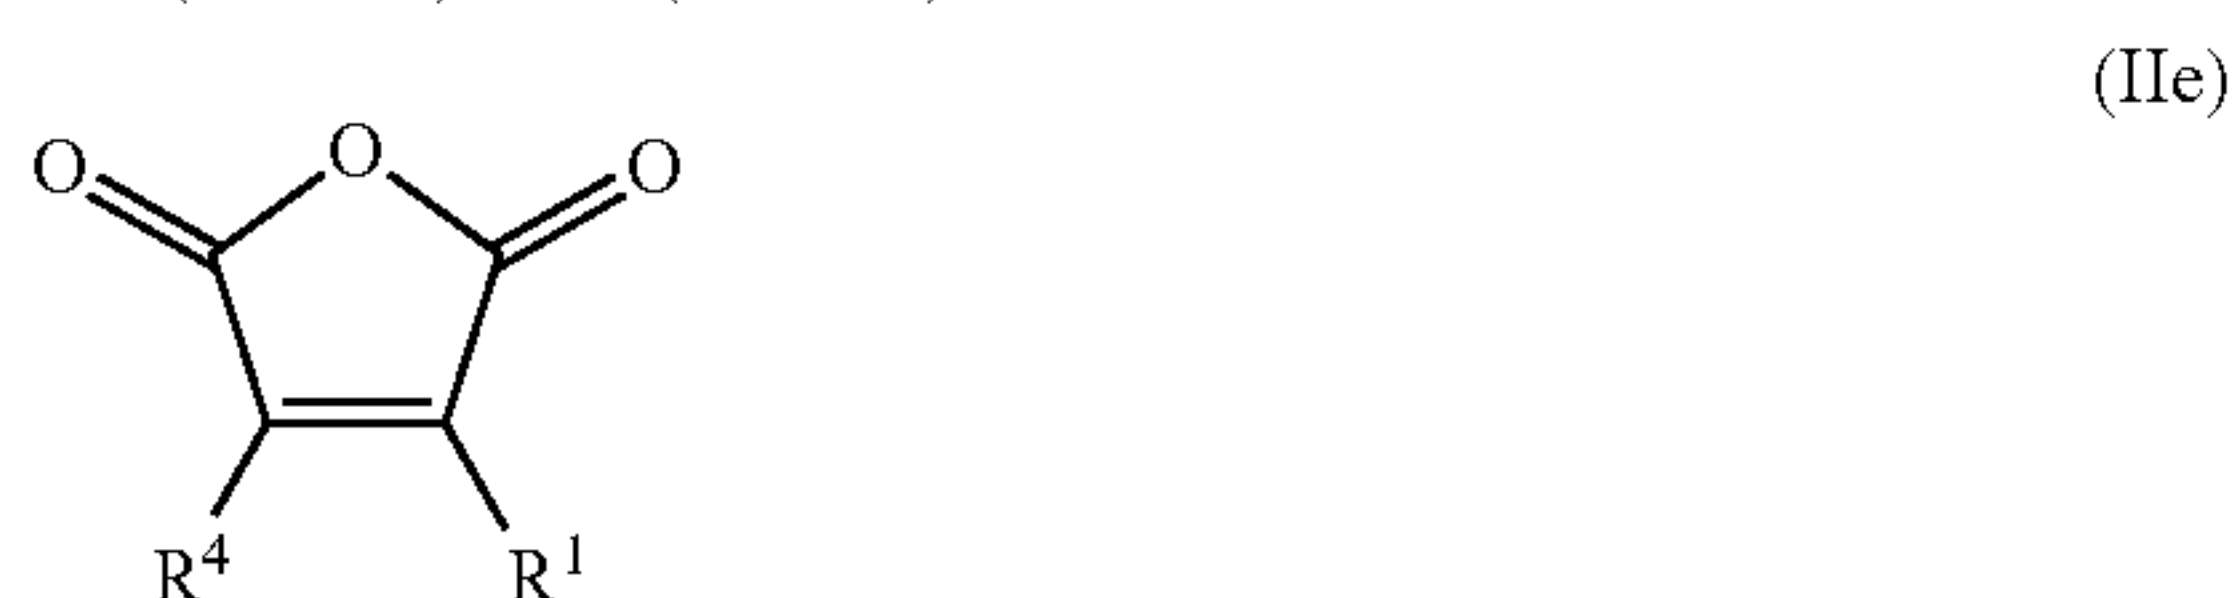 (IIe)
O O O
R⁴ R¹